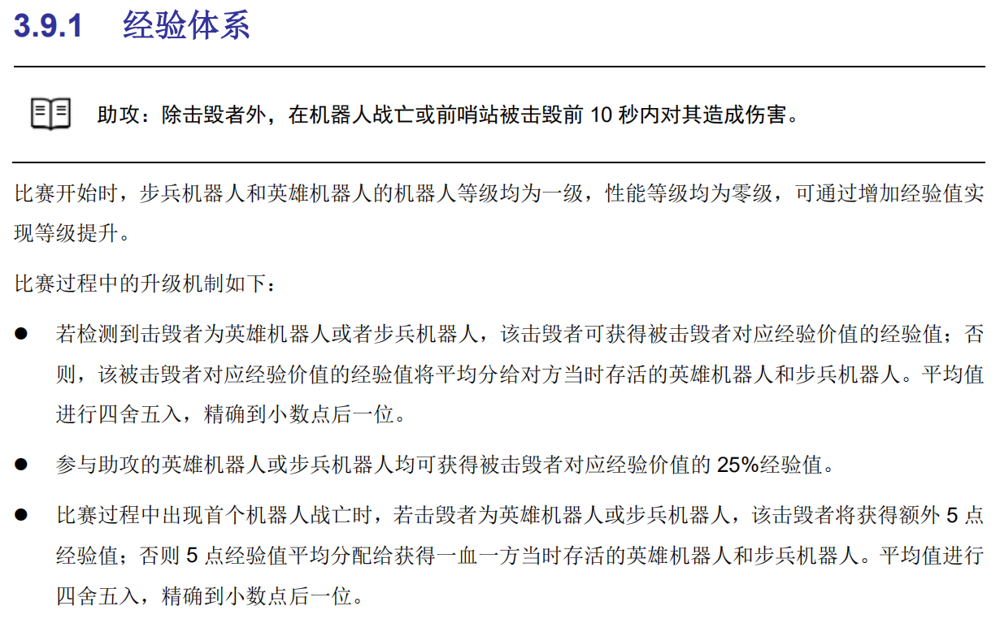 3.9.1 经验体系
助攻：除击毁者外，在机器人战亡或前哨站被击毁前 10 秒内对其造成伤害。
比赛开始时，步兵机器人和英雄机器人的机器人等级均为一级，性能等级均为零级，可通过增加经验值实
现等级提升。
比赛过程中的升级机制如下：
● 若检测到击毁者为英雄机器人或者步兵机器人，该击毁者可获得被击毁者对应经验价值的经验值；否
则，该被击毁者对应经验价值的经验值将平均分给对方当时存活的英雄机器人和步兵机器人。平均值
进行四舍五入，精确到小数点后一位。
● 参与助攻的英雄机器人或步兵机器人均可获得被击毁者对应经验价值的 25%经验值。
● 比赛过程中出现首个机器人战亡时，若击毁者为英雄机器人或步兵机器人，该击毁者将获得额外 5 点
经验值；否则 5 点经验值平均分配给获得一血一方当时存活的英雄机器人和步兵机器人。平均值进行
四舍五入，精确到小数点后一位。